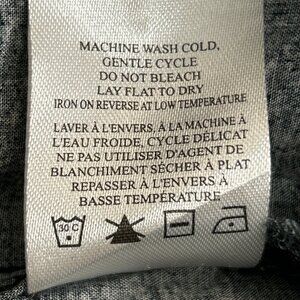 MACHINE WASH COLD,
GENTLE CYCLE
DO NOT BLEACH
LAY FLAT TO DRY
IRON ON REVERSE AT LOW TEMPERATURE
LAVER À L'ENVERS, À LA MACHINE À
L'EAU FROIDE, CYCLE DÉLICAT
NE PAS UTILISER D'AGENT DE
BLANCHIMENT SÉCHER À PLAT
REPASSER À L'ENVERS À
BASSE TEMPÉRATURE
30 C